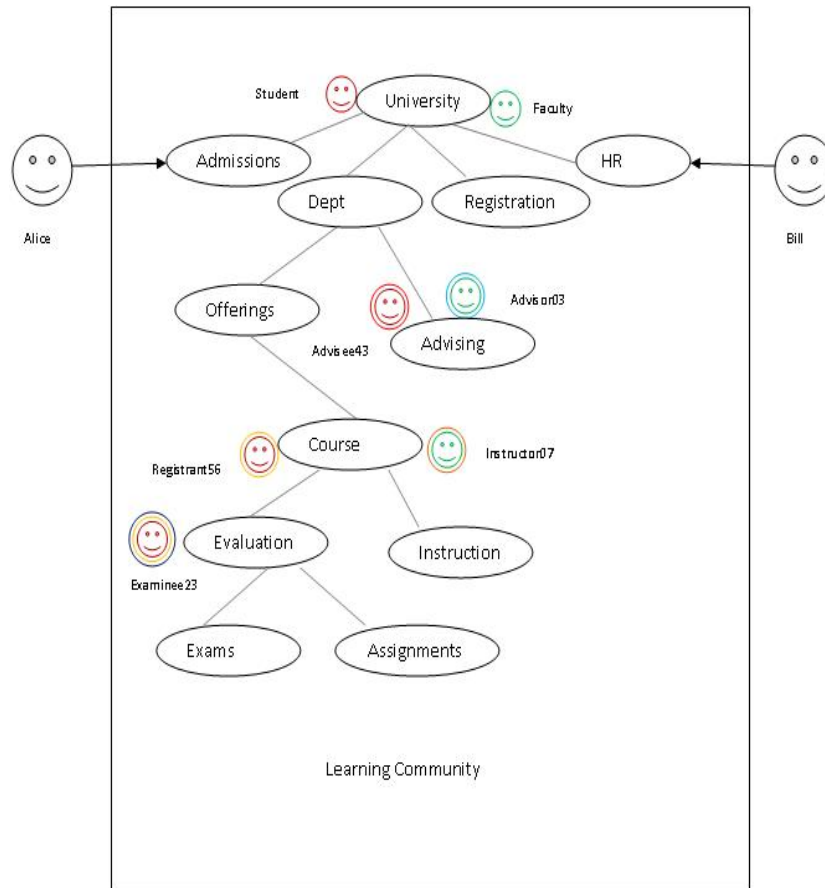 Student
University
Faculty
Admissions
HR
Dept
Registration
Alice
Bill
Offerings
Advisor03
Advisee43
Advising
Course
Registrant56
Instructor07
Evaluation
Instruction
Examinee23
Exams
Assignments
Learning Community